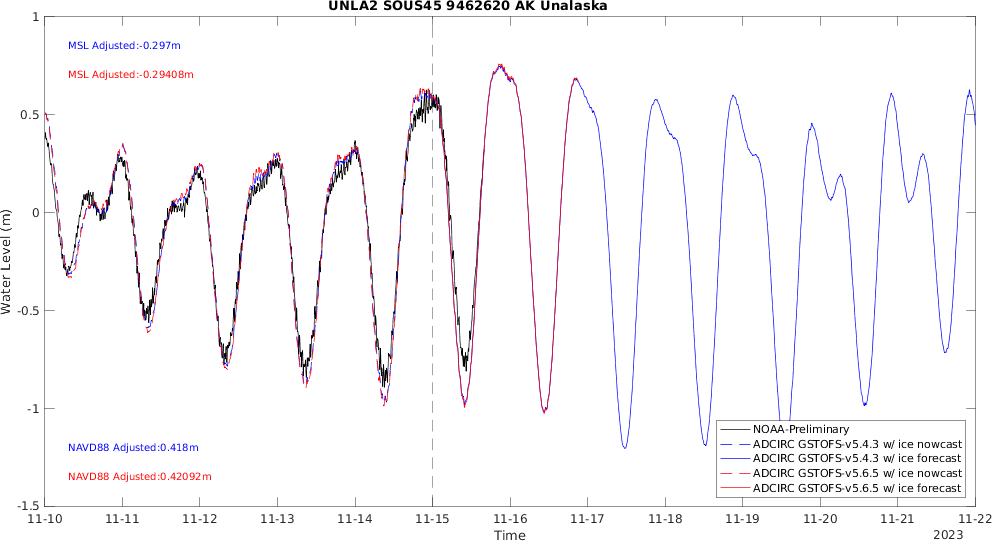 UNLA2 SOUS45 9462620 AK Unalaska
MSL Adjusted:-0.297m
MSL Adjusted:-0.29408m
1
0.5
0
-0.5
-1
-1.5
Water Level (m)
NAVD88 Adjusted:0.418m
NAVD88 Adjusted:0.42092m
NOAA-Preliminary
ADCIRC GSTOFS-v5.4.3 w/ ice nowcast
ADCIRC GSTOFS-v5.4.3 w/ ice forecast
ADCIRC GSTOFS-v5.6.5 w/ ice nowcast
ADCIRC GSTOFS-v5.6.5 w/ ice forecast
11-10 11-11 11-12 11-13 11-14 11-15 11-16 11-17 11-18 11-19 11-20 11-21 11-22
Time
2023